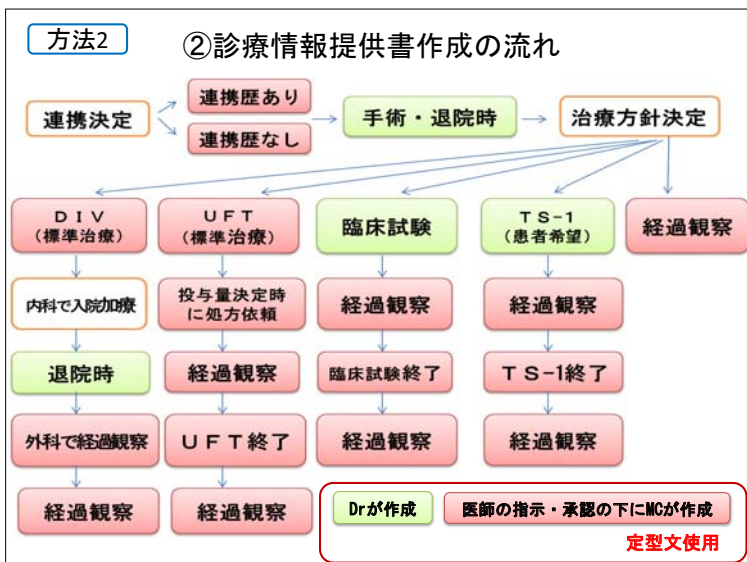 方法2
②診療情報提供書作成の流れ
連携決定
連携歴あり
連携歴なし
手術・退院時
治療方針決定
ＤＩＶ
(標準治療)
ＵＦＴ
(標準治療)
臨床試験
ＴＳ-1
(患者希望)
経過観察
内科で入院加療
投与量決定時
に処方依頼
経過観察
経過観察
退院時
経過観察
臨床試験終了
ＴＳ-1終了
外科で経過観察
ＵＦＴ終了
経過観察
経過観察
経過観察
経過観察
Drが作成
医師の指示・承認の下にMCが作成
定型文使用